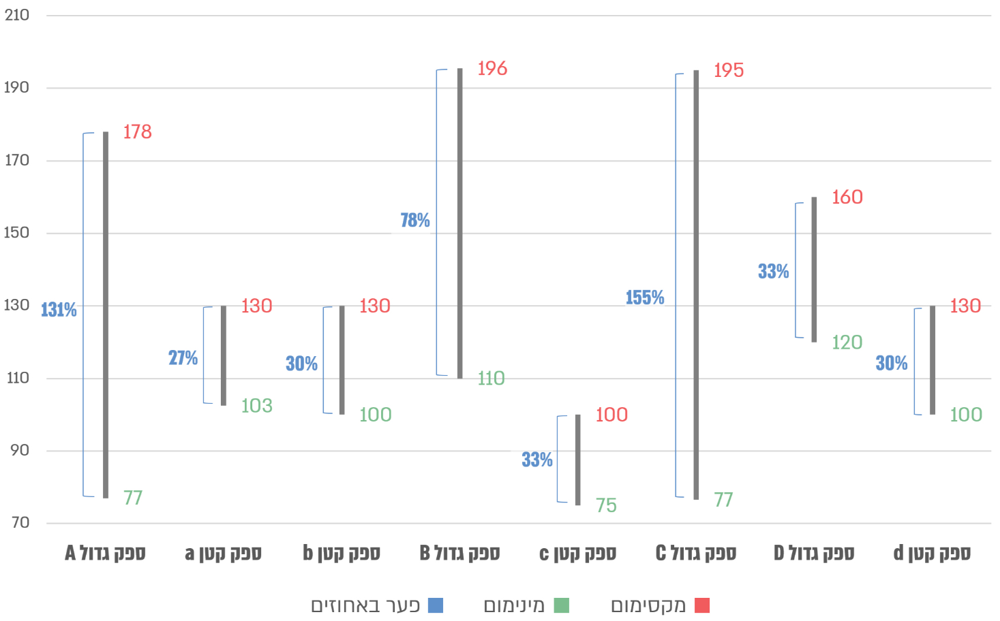 210
190
170
150
130
110
90
70
178
131%
77
130
27%
103
130
30%
100
196
78%
110
100
33%
75
195
155%
77
160
33%
120
130
30%
100
ספק גדול A
ספק קטן a
ספק קטן b
ספק גדול B
ספק קטן c
ספק גדול C
ספק גדול D
ספק קטן d
מקסימום
מינימום
פער באחוזים